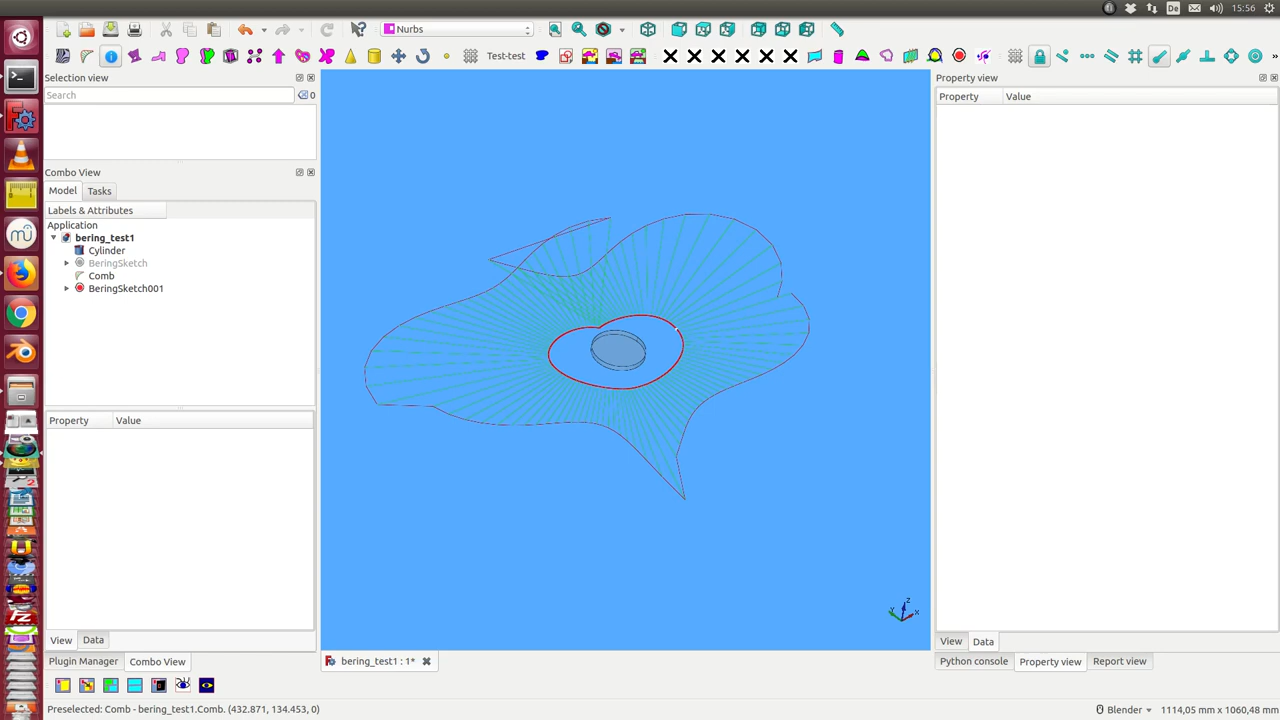 De 15:56
Nurbs
Test-test
Selection view
Search
0
Combo View
Model Tasks
Labels & Attributes
Application
bering_test1
Cylinder
BeringSketch
Comb
BeringSketch001
Property Value
View Data
Plugin Manager Combo View
Z
X
Y
bering_test1 : 1*
Property view
Property Value
View Data
Python console Property view Report view
Preselected: Comb - bering_test1.Comb. (432.871, 134.453, 0)
Blender 1114,05 mm x 1060,48 mm